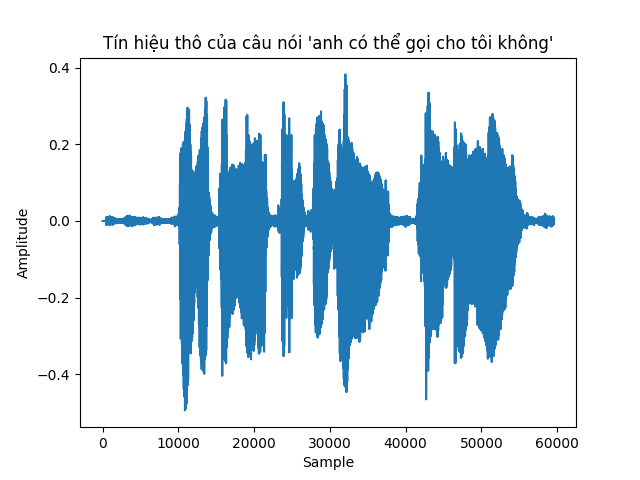 Tín hiệu thô của câu nói 'anh có thể gọi cho tôi không'
0.4
0.2
0.0
−0.2
−0.4
Amplitude
0 10000 20000 30000 40000 50000 60000
Sample